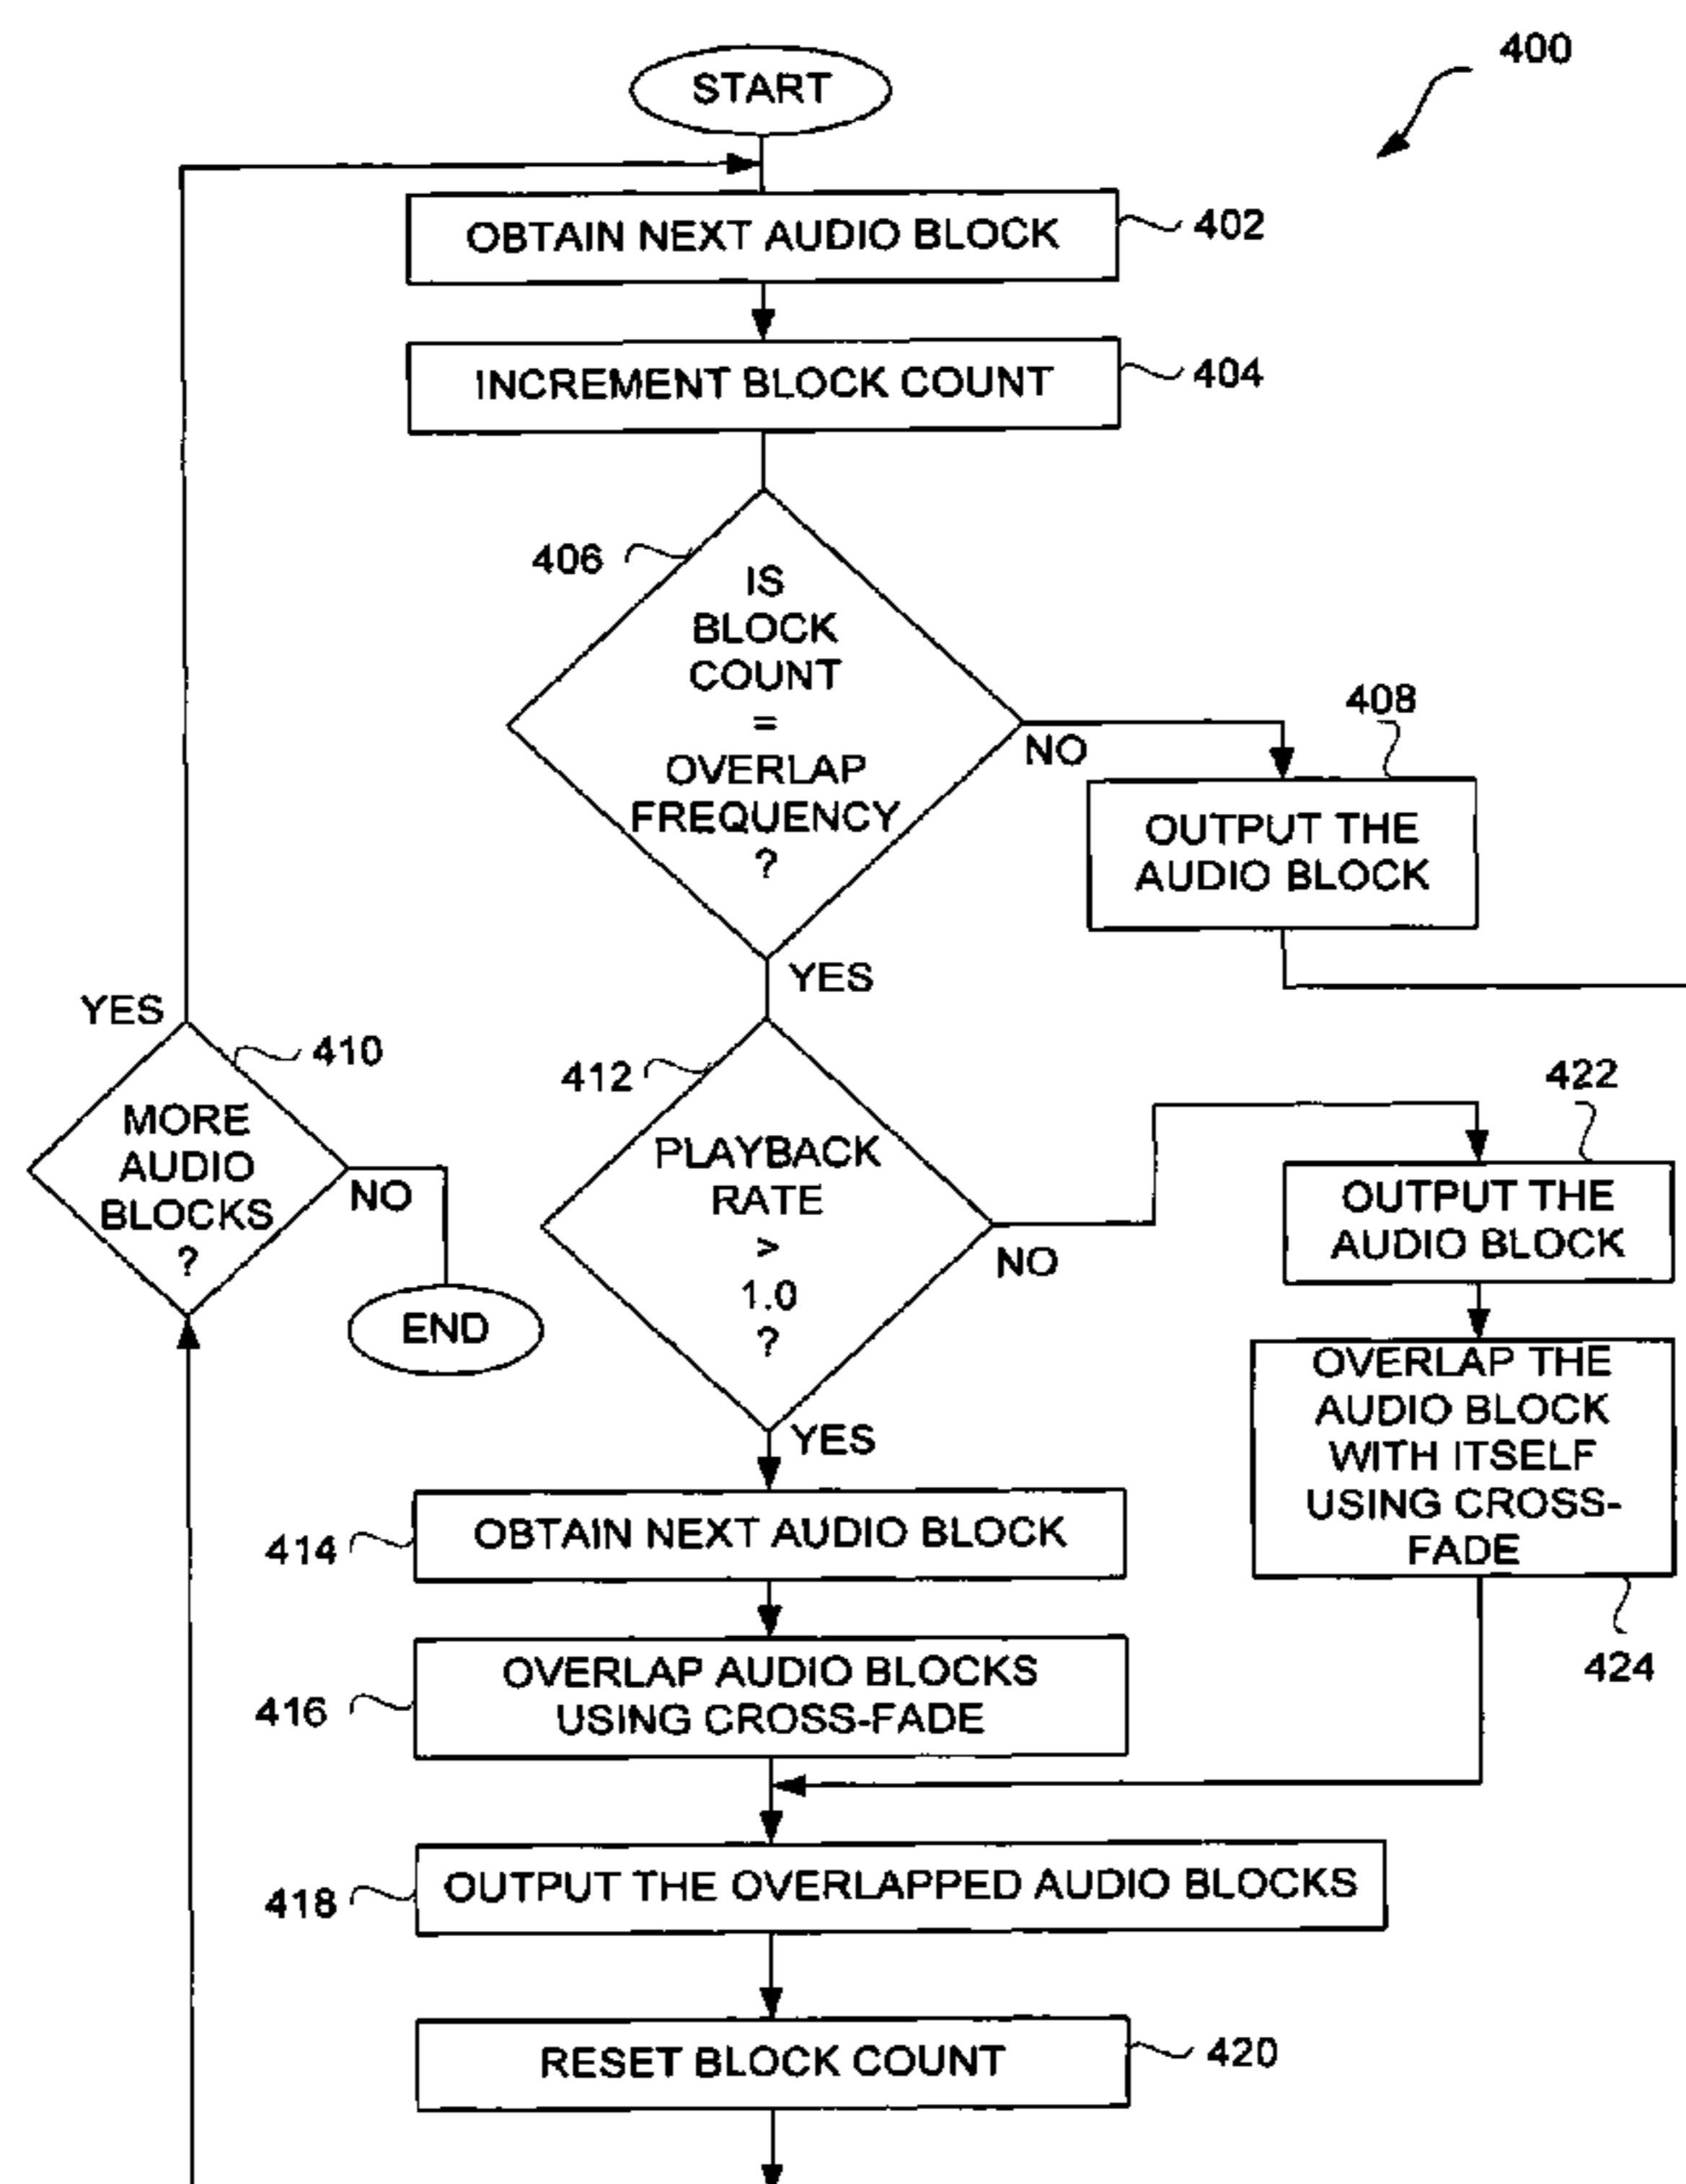 400
START
OBTAIN NEXT AUDIO BLOCK
402
INCREMENT BLOCK COUNT
404
406
IS
BLOCK
COUNT
=
OVERLAP
FREQUENCY
?
NO
YES
408
OUTPUT THE
AUDIO BLOCK
YES
410
MORE
AUDIO
BLOCKS
?
NO
END
412
PLAYBACK
RATE
>
1.0
?
NO
YES
422
OUTPUT THE
AUDIO BLOCK
OVERLAP THE
AUDIO BLOCK
WITH ITSELF
USING CROSS-
FADE
424
414
OBTAIN NEXT AUDIO BLOCK
416
OVERLAP AUDIO BLOCKS
USING CROSS-FADE
418
OUTPUT THE OVERLAPPED AUDIO BLOCKS
RESET BLOCK COUNT
420